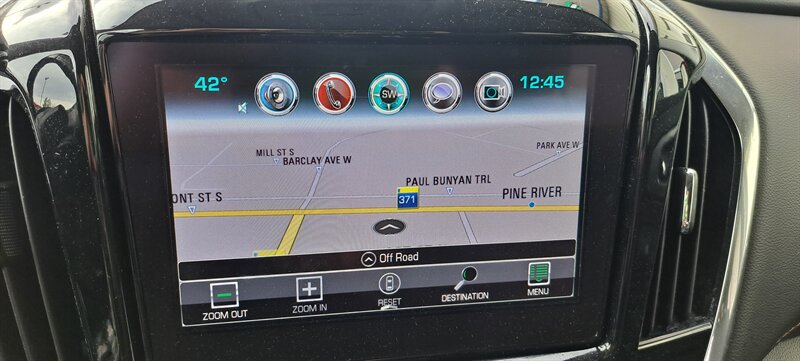 42°
SW
12:45
MILL ST S
BARCLAY AVE W
PARK AVE W
PAUL BUNYAN TRL
ONT ST S
371
PINE RIVER
Off Road
ZOOM OUT
ZOOM IN
RESET
DESTINATION
MENU